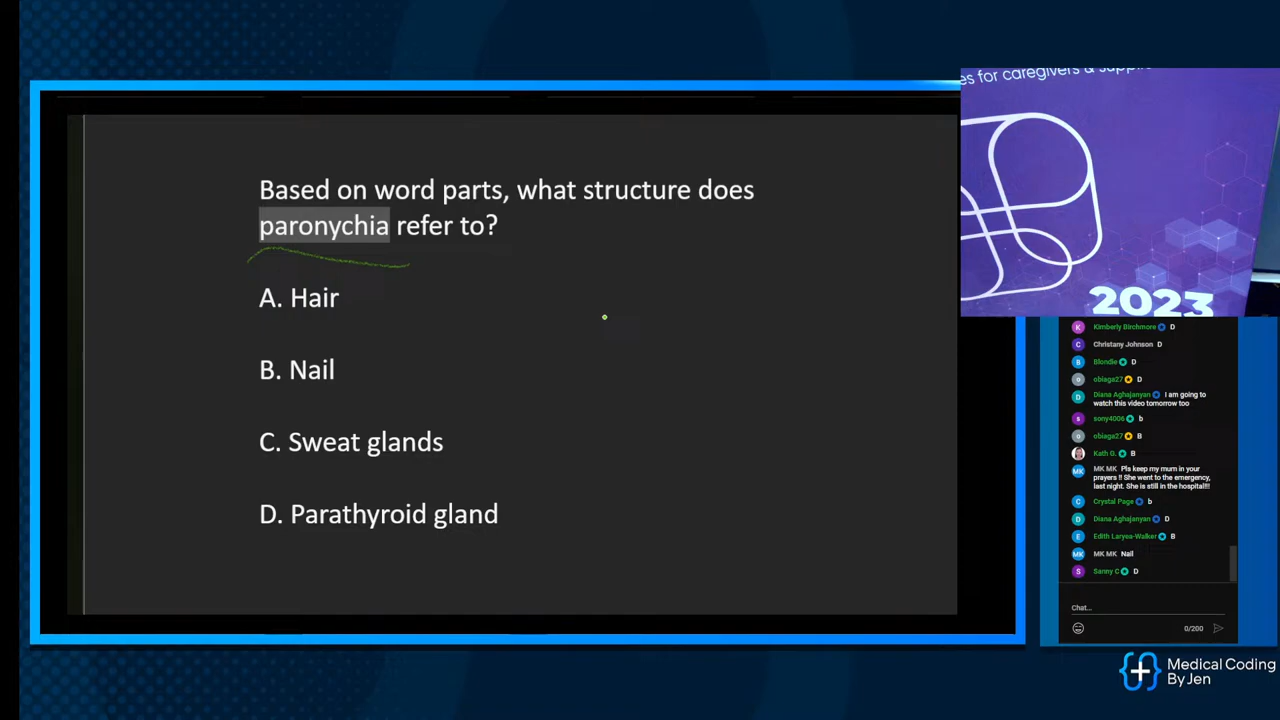 Based on word parts, what structure does
paronychia refer to?
A. Hair
B. Nail
C. Sweat glands
D. Parathyroid gland
es for caregivers &
2023
Kimberly Birchmore D
Christany Johnson D
Blondie D
obiaga27 D
Diana Aghajanyan I am going to
watch this video tomorrow too
sony4006 b
obiaga27 B
Kath G. B
MK MK Pls keep my mum in your
prayers !! She went to the emergency,
last night. She is still in the hospital!!!
Crystal Page b
Diana Aghajanyan D
Edith Laryea-Walker B
MK MK Nail
Sanny C D
Chat...
0/200
Medical Coding
By Jen